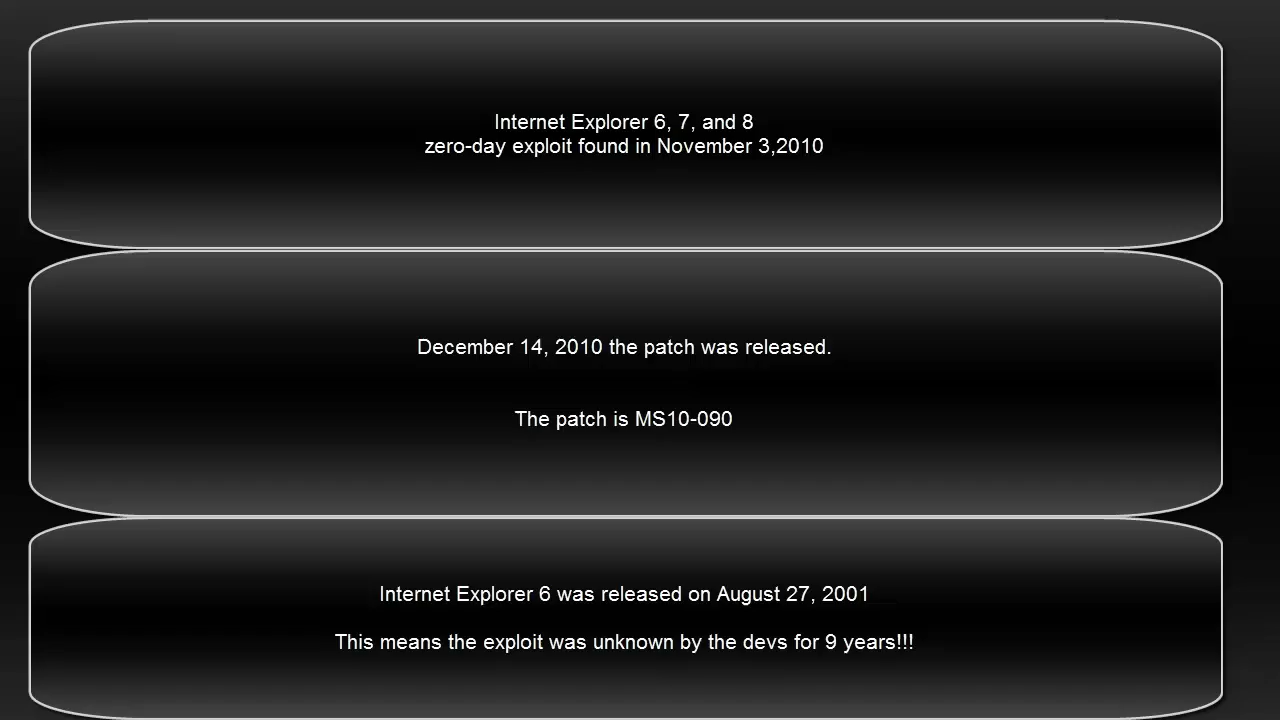 Internet Explorer 6, 7, and 8
zero-day exploit found in November 3,2010
December 14, 2010 the patch was released.
The patch is MS10-090
Internet Explorer 6 was released on August 27, 2001
This means the exploit was unknown by the devs for 9 years!!!